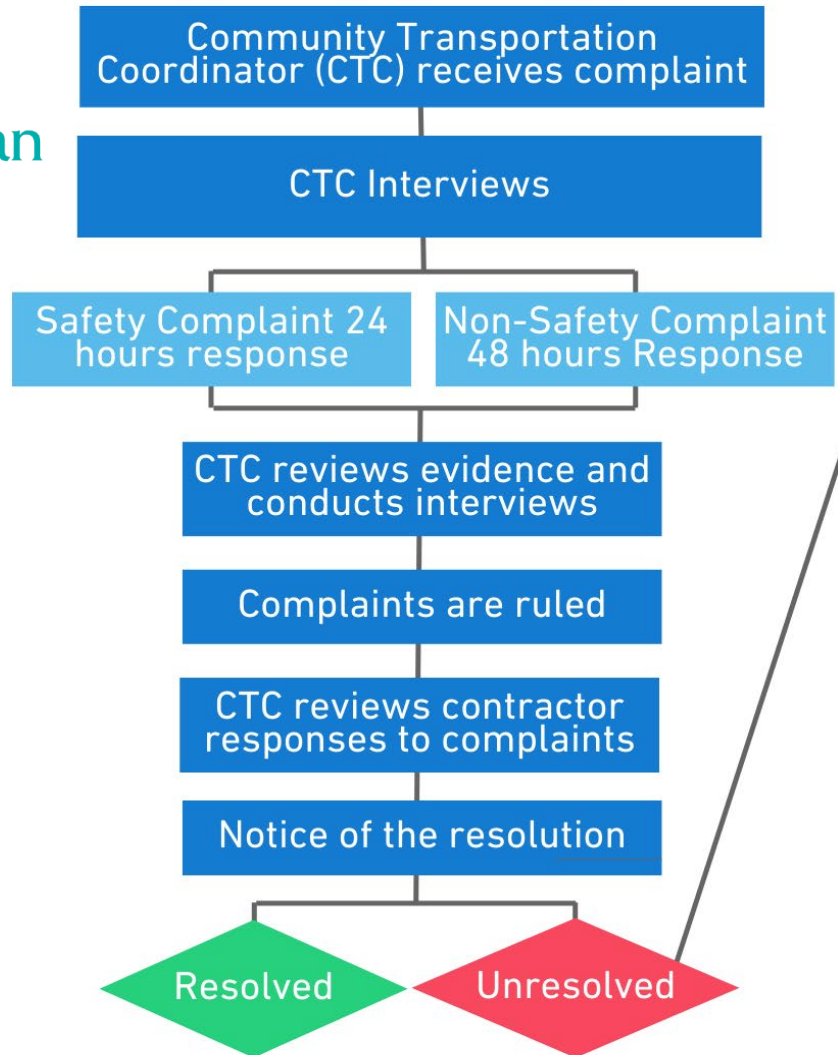 Community Transportation
Coordinator (CTC) receives complaint
an
CTC Interviews
Safety Complaint 24
hours response
Non-Safety Complaint
48 hours Response
CTC reviews evidence and
conducts interviews
Complaints are ruled
CTC reviews contractor
responses to complaints
Notice of the resolution
Resolved
Unresolved